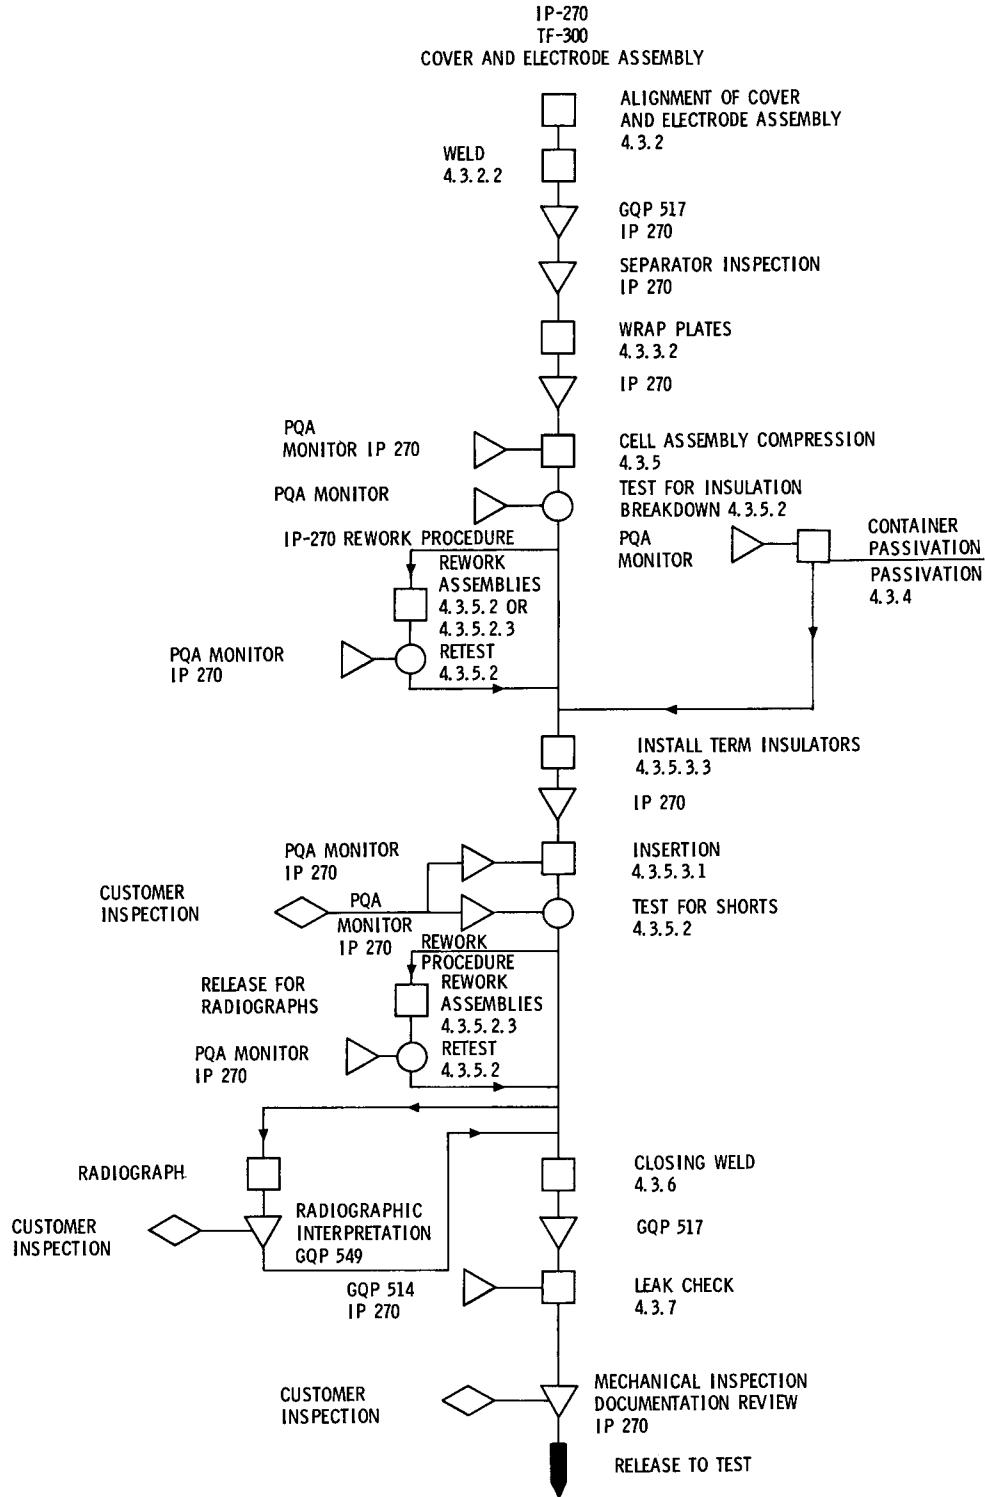 IP-270
TF-300
COVER AND ELECTRODE ASSEMBLY
ALIGNMENT OF COVER
AND ELECTRODE ASSEMBLY
4.3.2
WELD
4.3.2.2
GQP 517
IP 270
SEPARATOR INSPECTION
IP 270
WRAP PLATES
4.3.3.2
IP 270
PQA
MONITOR IP 270
CELL ASSEMBLY COMPRESSION
4.3.5
PQA MONITOR
TEST FOR INSULATION
BREAKDOWN 4.3.5.2
IP-270 REWORK PROCEDURE
PQA
MONITOR
CONTAINER
PASSIVATION
PASSIVATION
4.3.4
REWORK
ASSEMBLIES
4.3.5.2 OR
4.3.5.2.3
PQA MONITOR
IP 270
RETEST
4.3.5.2
INSTALL TERM INSULATORS
4.3.5.3.3
IP 270
PQA MONITOR
IP 270
INSERTION
4.3.5.3.1
CUSTOMER
INSPECTION
PQA
MONITOR
IP 270
TEST FOR SHORTS
4.3.5.2
REWORK
PROCEDURE
RELEASE FOR
RADIOGRAPHS
REWORK
ASSEMBLIES
4.3.5.2.3
PQA MONITOR
IP 270
RETEST
4.3.5.2
RADIOGRAPH
CLOSING WELD
4.3.6
CUSTOMER
INSPECTION
RADIOGRAPHIC
INTERPRETATION
GQP 549
GQP 517
GQP 514
IP 270
LEAK CHECK
4.3.7
CUSTOMER
INSPECTION
MECHANICAL INSPECTION
DOCUMENTATION REVIEW
IP 270
RELEASE TO TEST